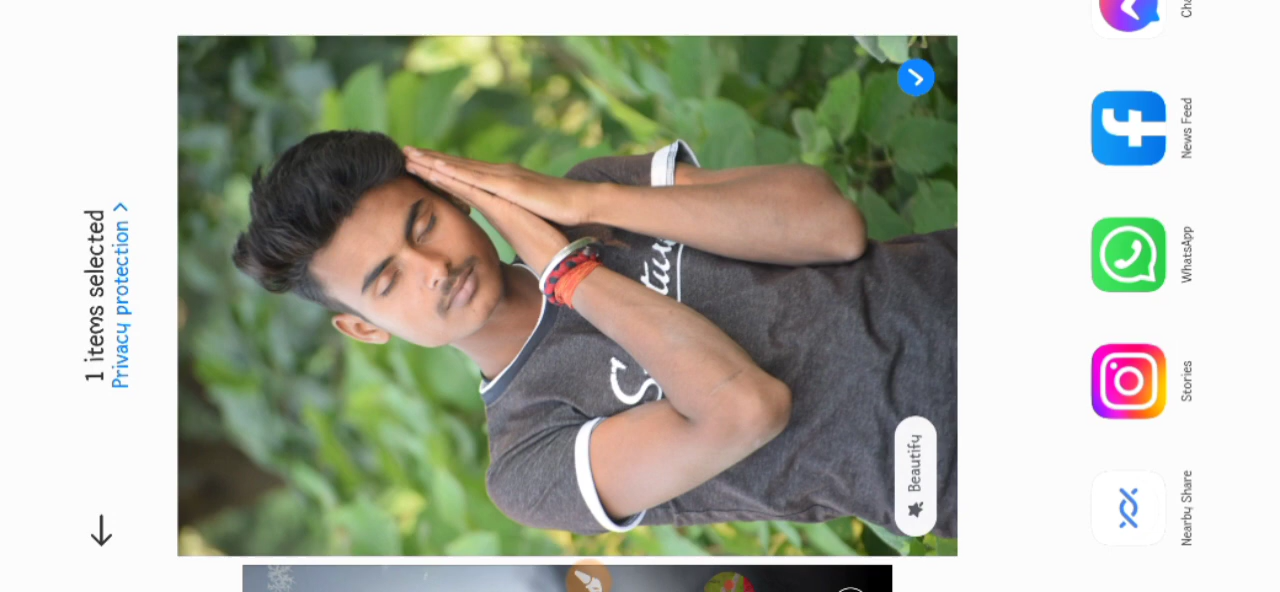 1 items selected
Privacy protection >
Beautify
News Feed
WhatsApp
Stories
Nearby Share